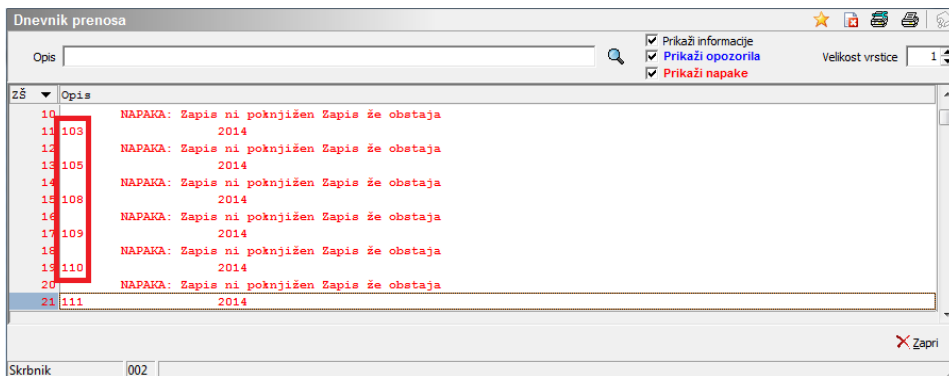 Dnevnik prenosa
Opis
Prikaži informacije
Prikaži opozorila
Prikaži napake
Velikost vrstice 1
ZŠ Opis
10 NAPAKA: Zapis ni poknjižen Zapis že obstaja
11 103 2014
12 NAPAKA: Zapis ni poknjižen Zapis že obstaja
13 105 2014
14 NAPAKA: Zapis ni poknjižen Zapis že obstaja
15 108 2014
16 NAPAKA: Zapis ni poknjižen Zapis že obstaja
17 109 2014
18 NAPAKA: Zapis ni poknjižen Zapis že obstaja
19 110 2014
20 NAPAKA: Zapis ni poknjižen Zapis že obstaja
21 111 2014
Zapri
Skrbnik 002